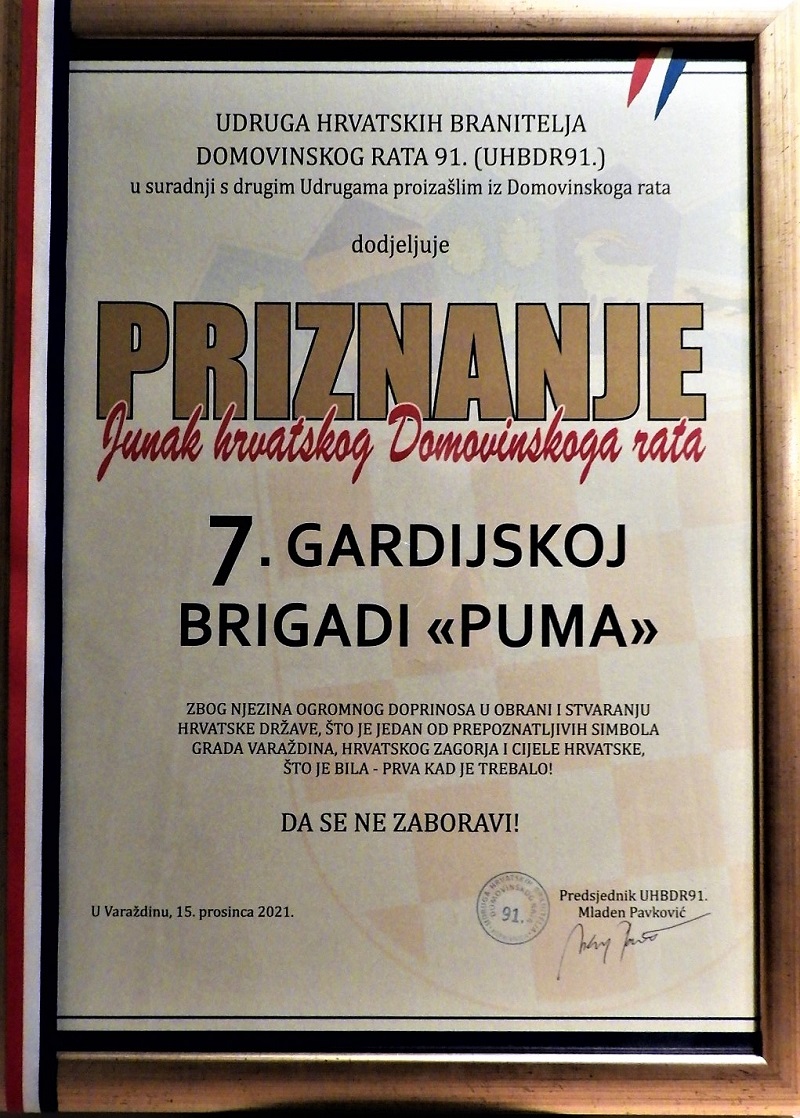 UDRUGA HRVATSKIH BRANITELJA
DOMOVINSKOG RATA 91. (UHBDR91.)
u suradnji s drugim Udrugama proizašlim iz Domovinskoga rata
dodjeljuje
PRIZNANJE
Junak hrvatskog Domovinskoga rata
7. GARDIJSKOJ
BRIGADI «PUMA»
ZBOG NJEZINA OGROMNOG DOPRINOSA U OBRANI I STVARANJU
HRVATSKE DRŽAVE, ŠTO JE JEDAN OD PREPOZNATLJIVIH SIMBOLA
GRADA VARAŽDINA, HRVATSKOG ZAGORJA I CIJELE HRVATSKE,
ŠTO JE BILA - PRVA KAD JE TREBALO!
DA SE NE ZABORAVI!
U Varaždinu, 15. prosinca 2021.
91.
Predsjednik UHBDR91.
Mladen Pavković